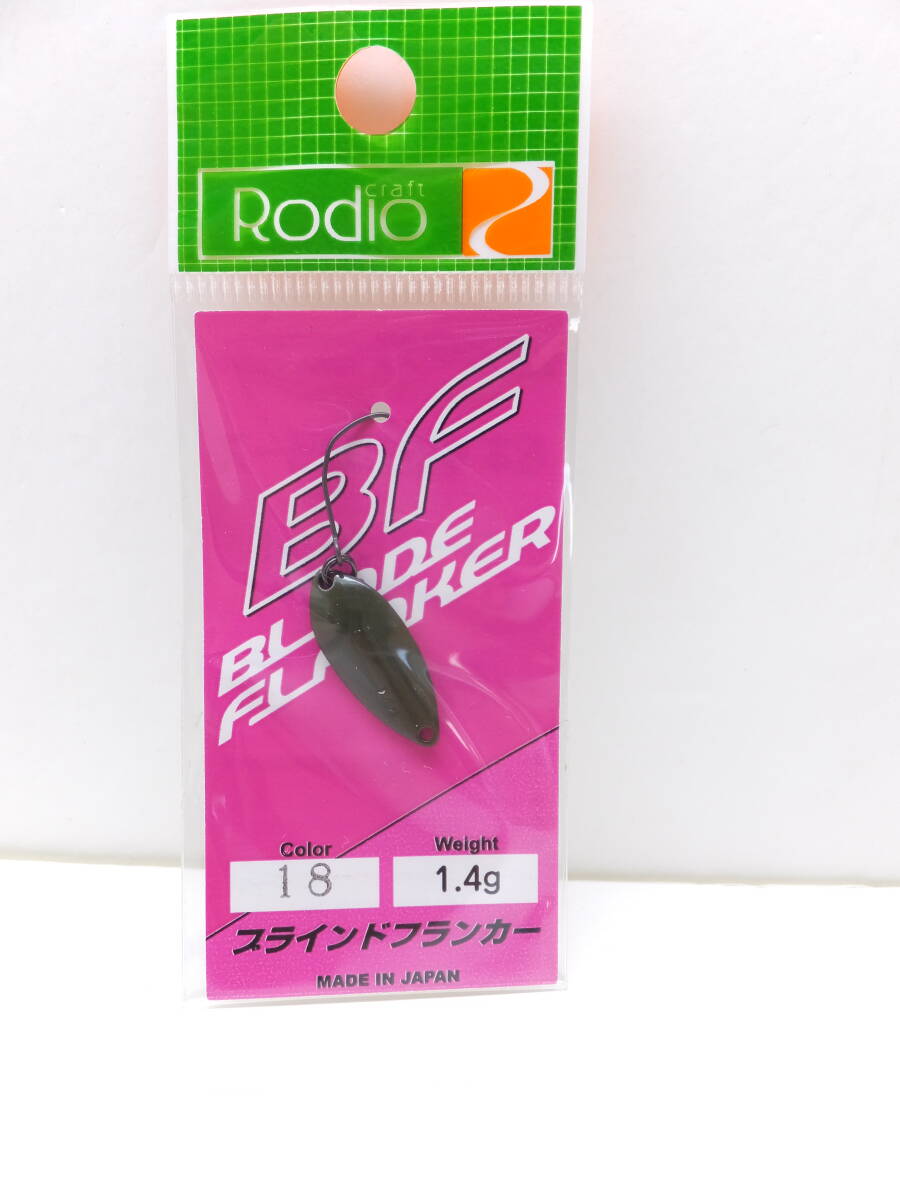 craft
Rodio
BF
FLANKER
Color
Weight
18
1.4g
ブラインドフランカー
MADE IN JAPAN